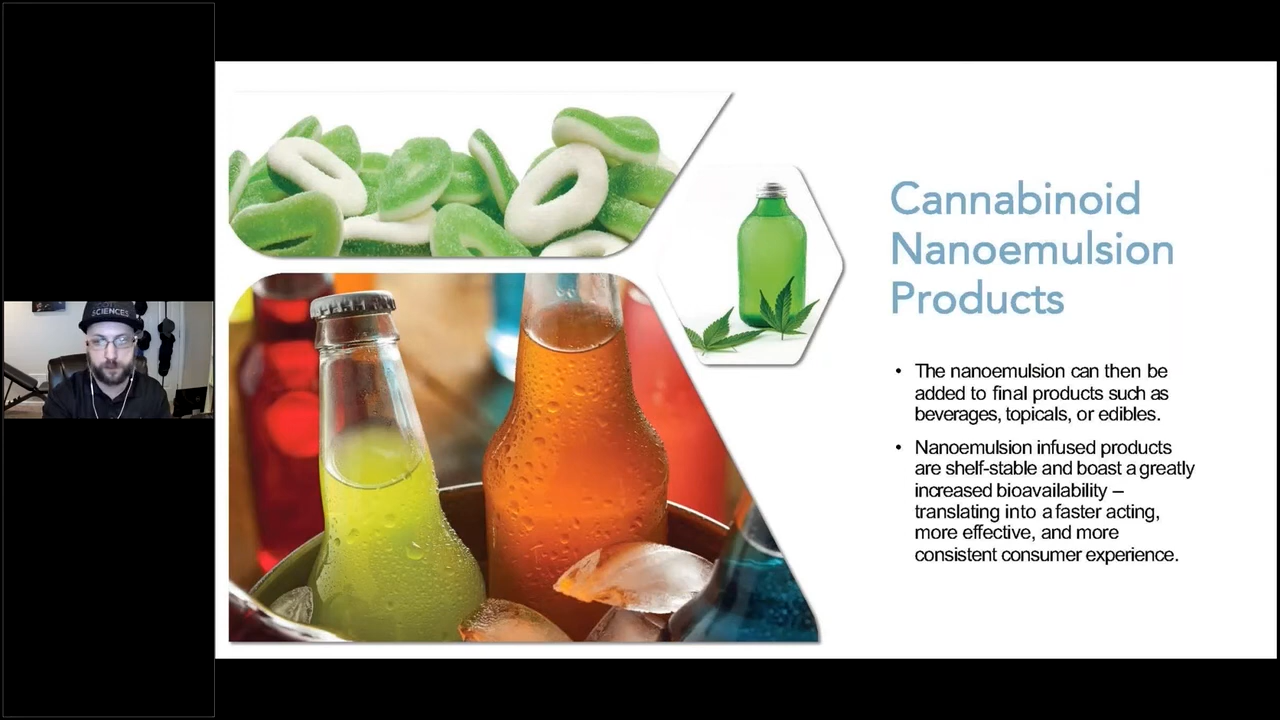 SCIENCES
Cannabinoid
Nanoemulsion
Products
• The nanoemulsion can then be
added to final products such as
beverages, topicals, or edibles.
• Nanoemulsion infused products
are shelf-stable and boast a greatly
increased bioavailability –
translating into a faster acting,
more effective, and more
consistent consumer experience.